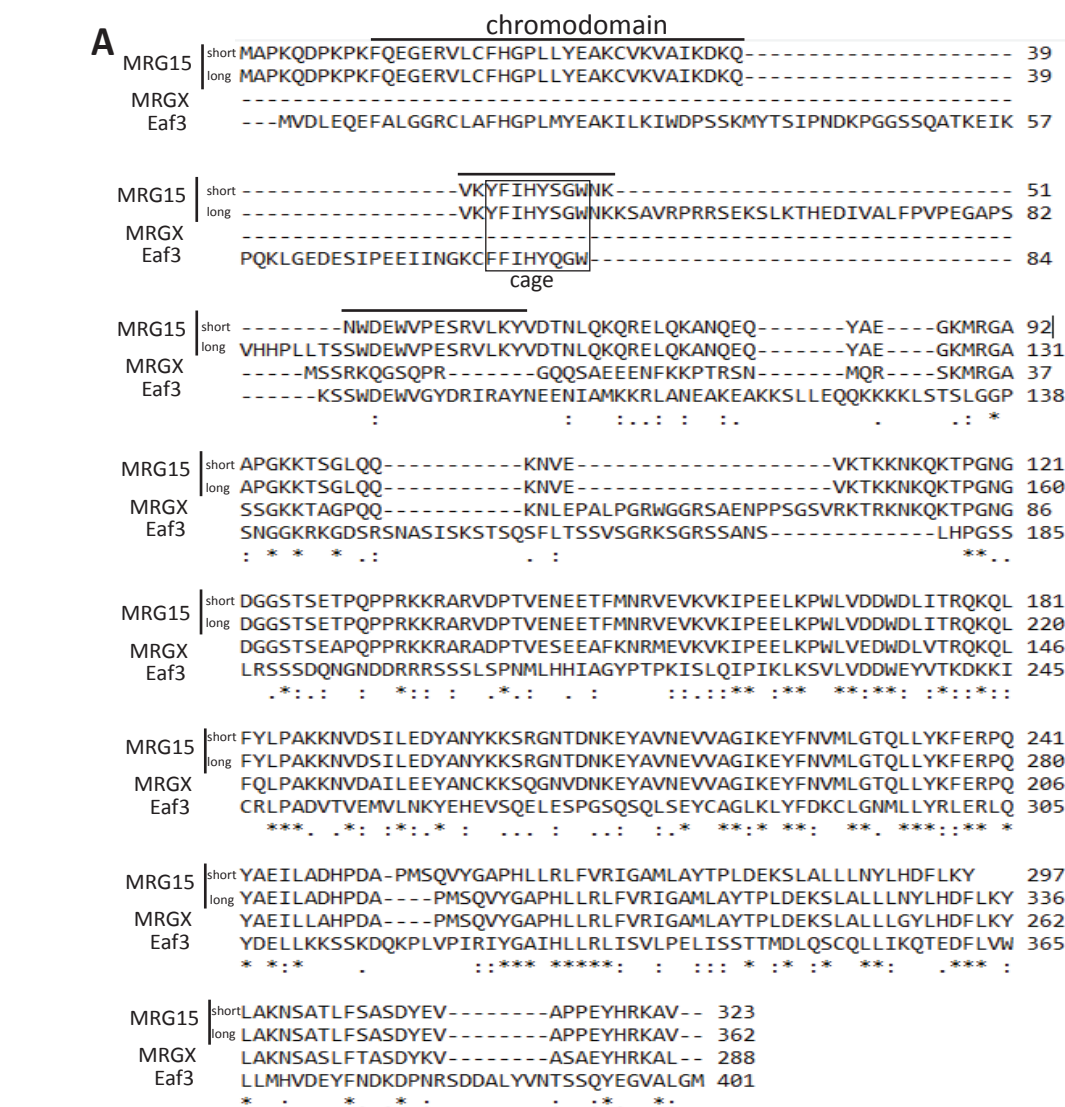 A
chromodomain
MRG15 short MAPKQDPKPKFQEGERVLCFHGPLLYEAKCVKVAIKDKQ--------------------- 39
long MAPKQDPKPKFQEGERVLCFHGPLLYEAKCVKVAIKDKQ--------------------- 39
MRGX ------------------------------------------------------------
Eaf3 ---MVDLEQEFALGGRCLAFHGPLMYEAKILKIWDPSSKMYTSIPNDKPGGSSQATKEIK 57
MRG15 short -----------------VKYFIHYSGWNK------------------------------- 51
long -----------------VKYFIHYSGWNKKSAVRPRRSEKSLKTHEDIVALFPVPEGAPS 82
MRGX ------------------------------------------------------------
Eaf3 PQKLGEDESIPEEIINGKCFFIHYQGW--------------------------------- 84
cage
MRG15 short --------NWDEWVPESRVLKYVDTNLQKQRELQKANQEQ-------YAE----GKMRGA 92
long VHHPLLTSSWDEWVPESRVLKYVDTNLQKQRELQKANQEQ-------YAE----GKMRGA 131
MRGX -----MSSRKQGSQPR-------GQQSAEEENFKKPTRSN-------MQR----SKMRGA 37
Eaf3 ------KSSWDEWVGYDRIRAYNEENIAMKKRLANEAKEAKKSLLEQQKKKKLSTSLGGP 138
: : :..: : :. . .: *
MRG15 short APGKKTSGLQQ-----------KNVE--------------------VKTKKNKQKTPGNG 121
long APGKKTSGLQQ-----------KNVE--------------------VKTKKNKQKTPGNG 160
MRGX SSGKKTAGPQQ-----------KNLEPALPGRWGGRSAENPPSGSVRKTRKNKQKTPGNG 86
Eaf3 SNGGKRKGDSRSNASISKSTSQSFLTSSVSGRKSGRSSANS-------------LHPGSS 185
: * * * .: . : **..
MRG15 short DGGSTSETPQPPRKKRARVDPTVENEETFMNRVEVKVKIPEELKPWLVDDWDLITRQKQL 181
long DGGSTSETPQPPRKKRARVDPTVENEETFMNRVEVKVKIPEELKPWLVDDWDLITRQKQL 220
MRGX DGGSTSEAPQPPRKKRARADPTVESEEAFKNRMEVKVKIPEELKPWLVEDWDLVTRQKQL 146
Eaf3 LRSSSDQNGNDDRRRSSSLSPNMLHHIAGYPTPKISLQIPIKLKSVLVDDWEYVTKDKKI 245
.*:.: : *:: : .*.: . : ::.::** :** **:**: :*::*::
MRG15 short FYLPAKKNVDSILEDYANYKKSRGNTDNKEYAVNEVVAGIKEYFNVMLGTQLLYKFERPQ 241
long FYLPAKKNVDSILEDYANYKKSRGNTDNKEYAVNEVVAGIKEYFNVMLGTQLLYKFERPQ 280
MRGX FQLPAKKNVDAILEEYANCKKSQGNVDNKEYAVNEVVAGIKEYFNVMLGTQLLYKFERPQ 206
Eaf3 CRLPADVTVEMVLNKYEHEVSQELESPGSQSQLSEYCAGLKLYFDKCLGNMLLYRLERLQ 305
***. .*: :*:.* : ... : ..: :.* **:* **: **. ***::** *
MRG15 short YAEILADHPDA-PMSQVYGAPHLLRLFVRIGAMLAYTPLDEKSLALLLNYLHDFLKY 297
long YAEILADHPDA----PMSQVYGAPHLLRLFVRIGAMLAYTPLDEKSLALLLNYLHDFLKY 336
MRGX YAEILLAHPDA----PMSQVYGAPHLLRLFVRIGAMLAYTPLDEKSLALLLGYLHDFLKY 262
Eaf3 YDELLKKSSKDQKPLVPIRIYGAIHLLRLISVLPELISSTTMDLQSCQLLIKQTEDFLVW 365
* *:* . ::*** *****: : ::: * :* :* **: .*** :
MRG15 short LAKNSATLFSASDYEV--------APPEYHRKAV-- 323
long LAKNSATLFSASDYEV--------APPEYHRKAV-- 362
MRGX LAKNSASLFTASDYKV--------ASAEYHRKAL-- 288
Eaf3 LLMHVDEYFNDKDPNRSDDALYVNTSSQYEGVALGM 401
* . * * . : .* *.